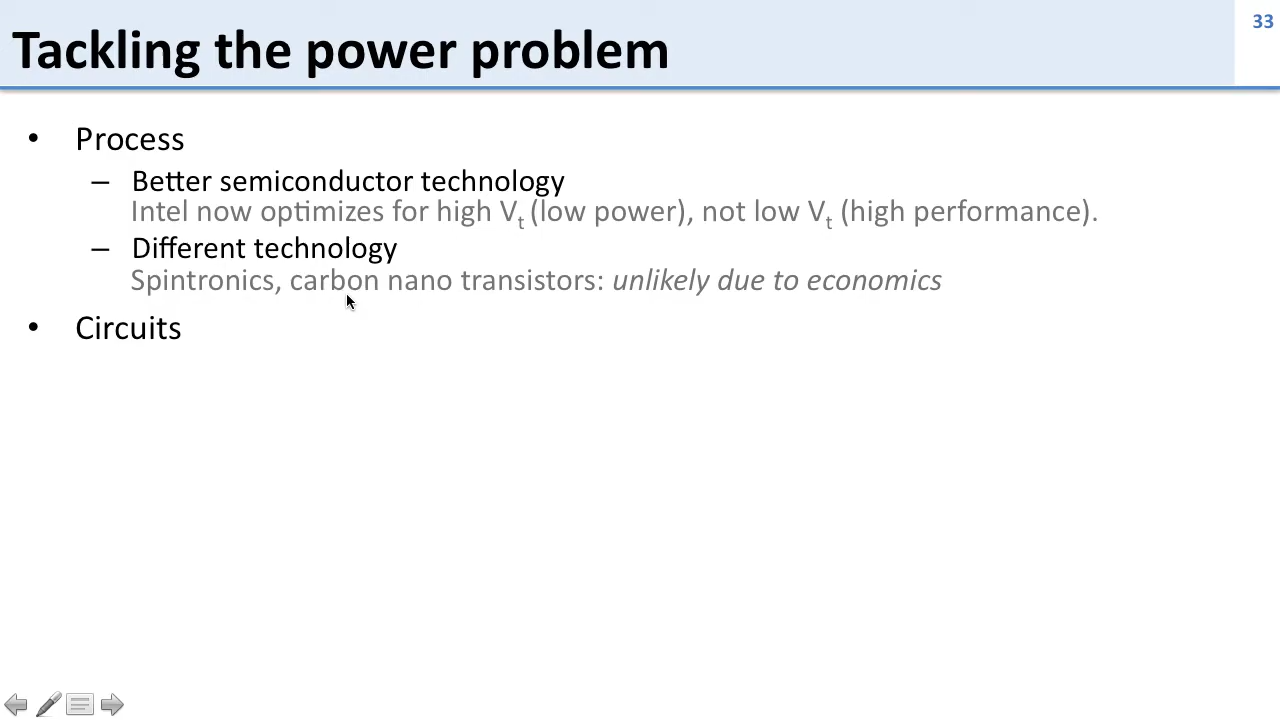 33
Tackling the power problem
• Process
– Better semiconductor technology
Intel now optimizes for high Vt (low power), not low Vt (high performance).
– Different technology
Spintronics, carbon nano transistors: unlikely due to economics
• Circuits